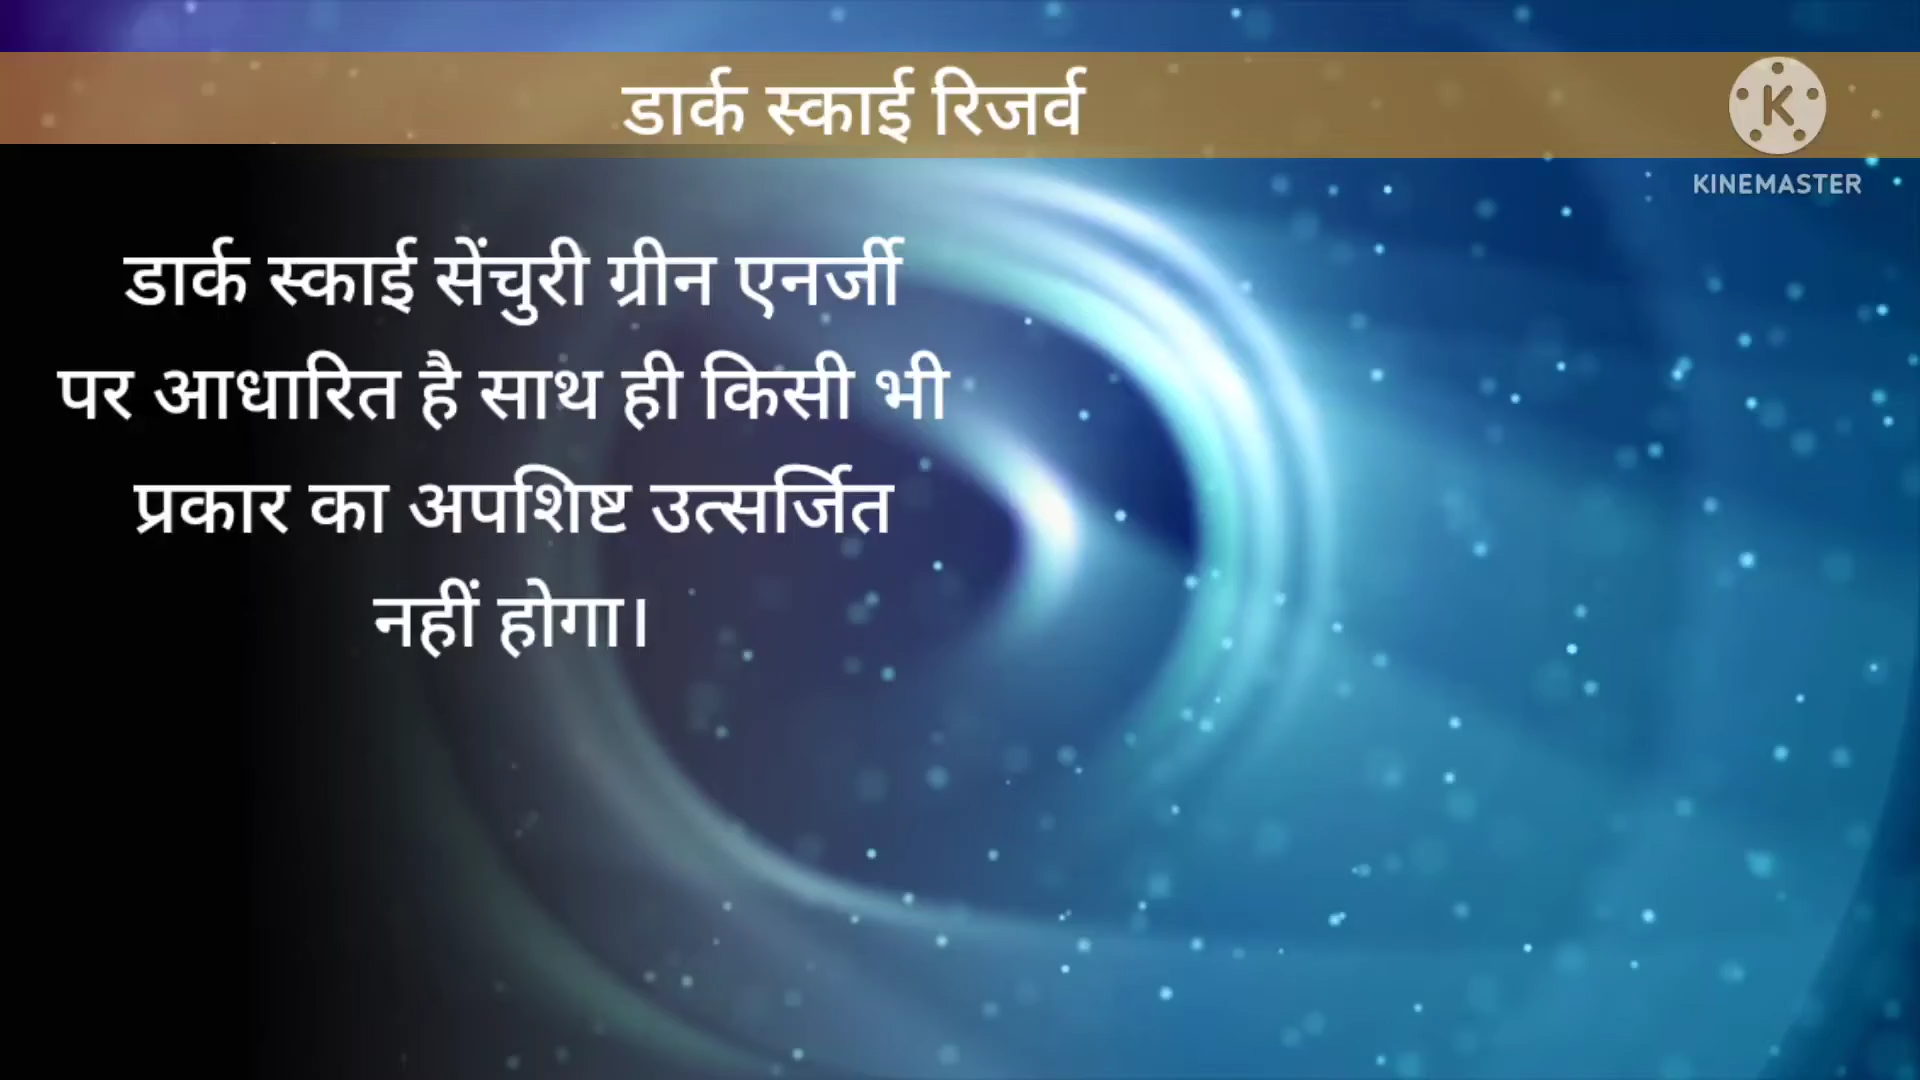 डार्क स्काई रिजर्व
K
KINEMASTER
डार्क स्काई सेंचुरी ग्रीन एनर्जी
पर आधारित है साथ ही किसी भी
प्रकार का अपशिष्ट उत्सर्जित
नहीं होगा।